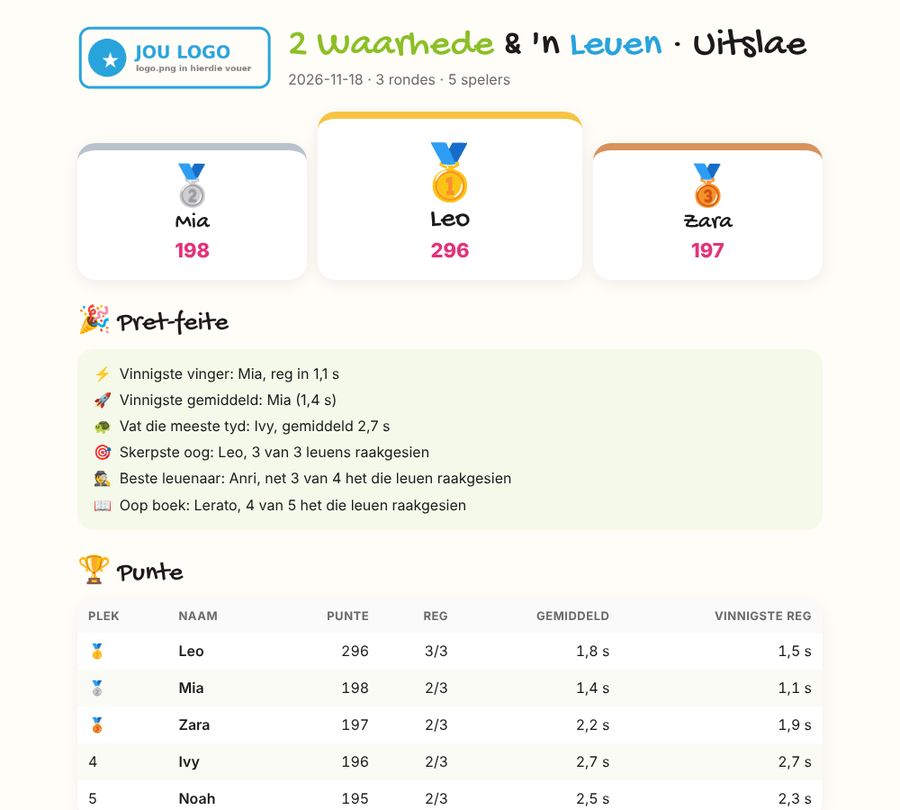 JOU LOGO
logo.png in hierdie vouer
2 Waarhede & 'n Leuen · Uitslae
2026-11-18 · 3 rondes · 5 spelers
2
Mia
198
1
Leo
296
3
Zara
197
Pret-feite
Vinnigste vinger: Mia, reg in 1,1 s
Vinnigste gemiddeld: Mia (1,4 s)
Vat die meeste tyd: Ivy, gemiddeld 2,7 s
Skerpste oog: Leo, 3 van 3 leuens raakgesien
Beste leuenaar: Anri, net 3 van 4 het die leuen raakgesien
Oop boek: Lerato, 4 van 5 het die leuen raakgesien
Punte
PLEK NAAM PUNTE REG GEMIDDELD VINNIGSTE REG
Leo 296 3/3 1,8 s 1,5 s
Mia 198 2/3 1,4 s 1,1 s
Zara 197 2/3 2,2 s 1,9 s
4 Ivy 196 2/3 2,7 s 2,7 s
5 Noah 195 2/3 2,5 s 2,3 s